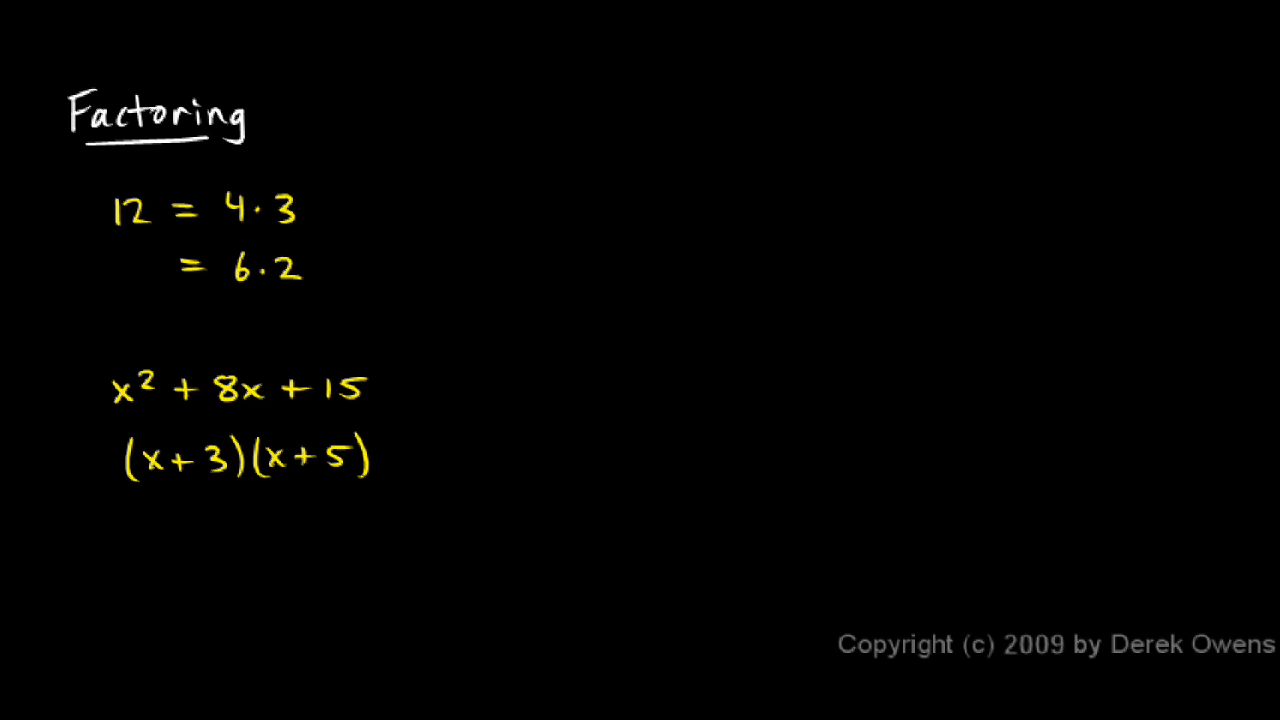 Factoring
12 = 4·3
= 6·2
x² + 8x + 15
(x + 3)(x + 5)
Copyright (c) 2009 by Derek Owens